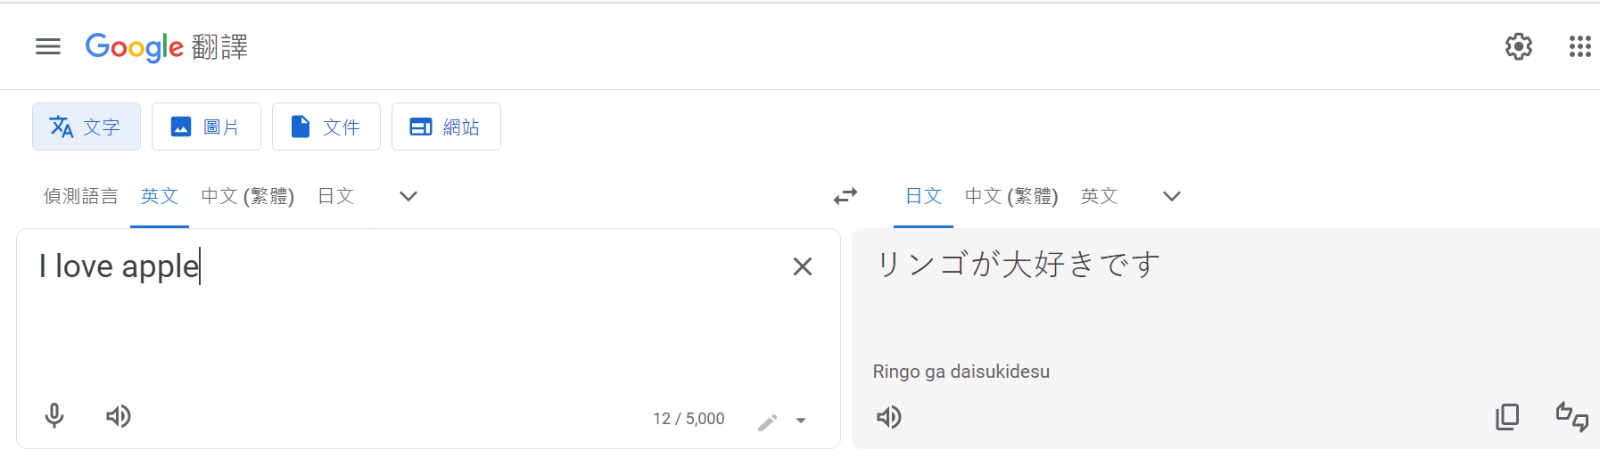 Google 翻譯
文字 圖片 文件 網站
偵測語言 英文 中文 (繁體) 日文 日文 中文 (繁體) 英文
I love apple
リンゴが大好きです
Ringo ga daisukidesu
12 / 5,000